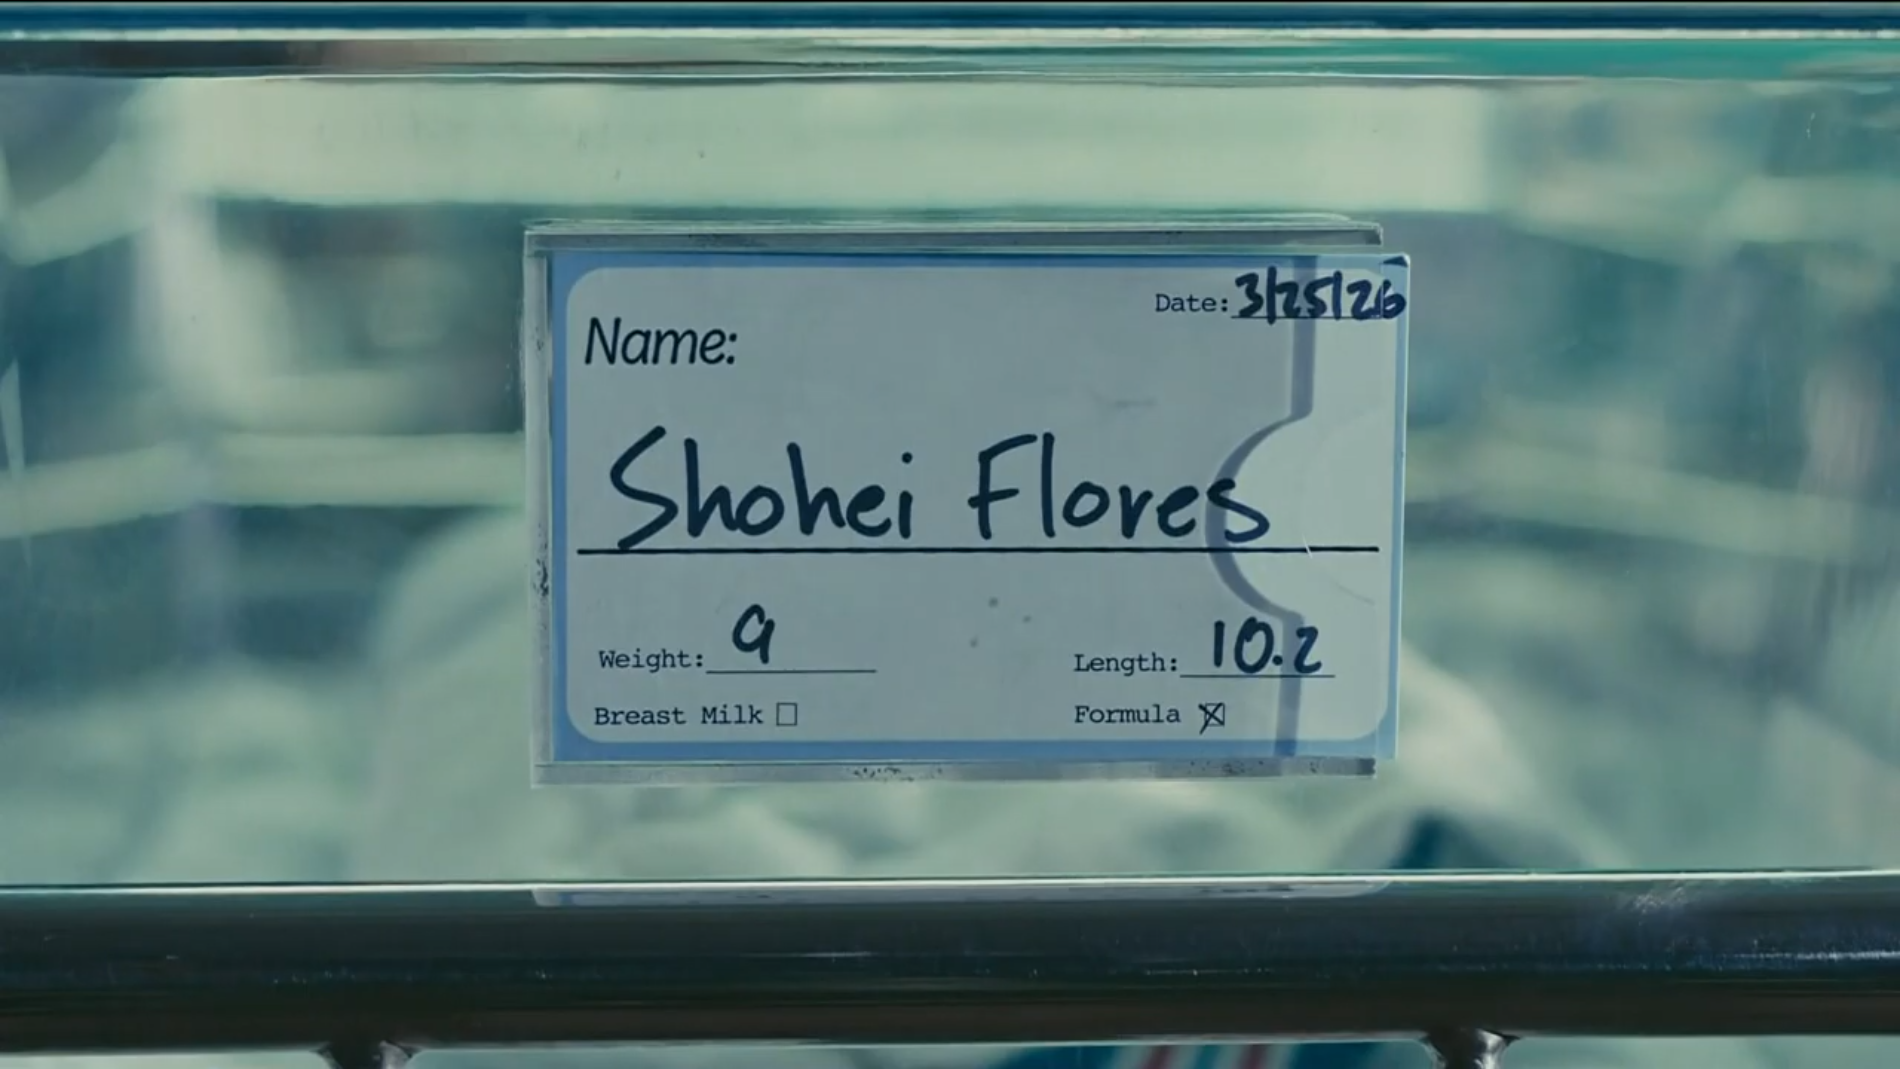 Date: 3/25/26
Name:
Shohei Flores
Weight: 9
Length: 10.2
Breast Milk ☐
Formula ☒